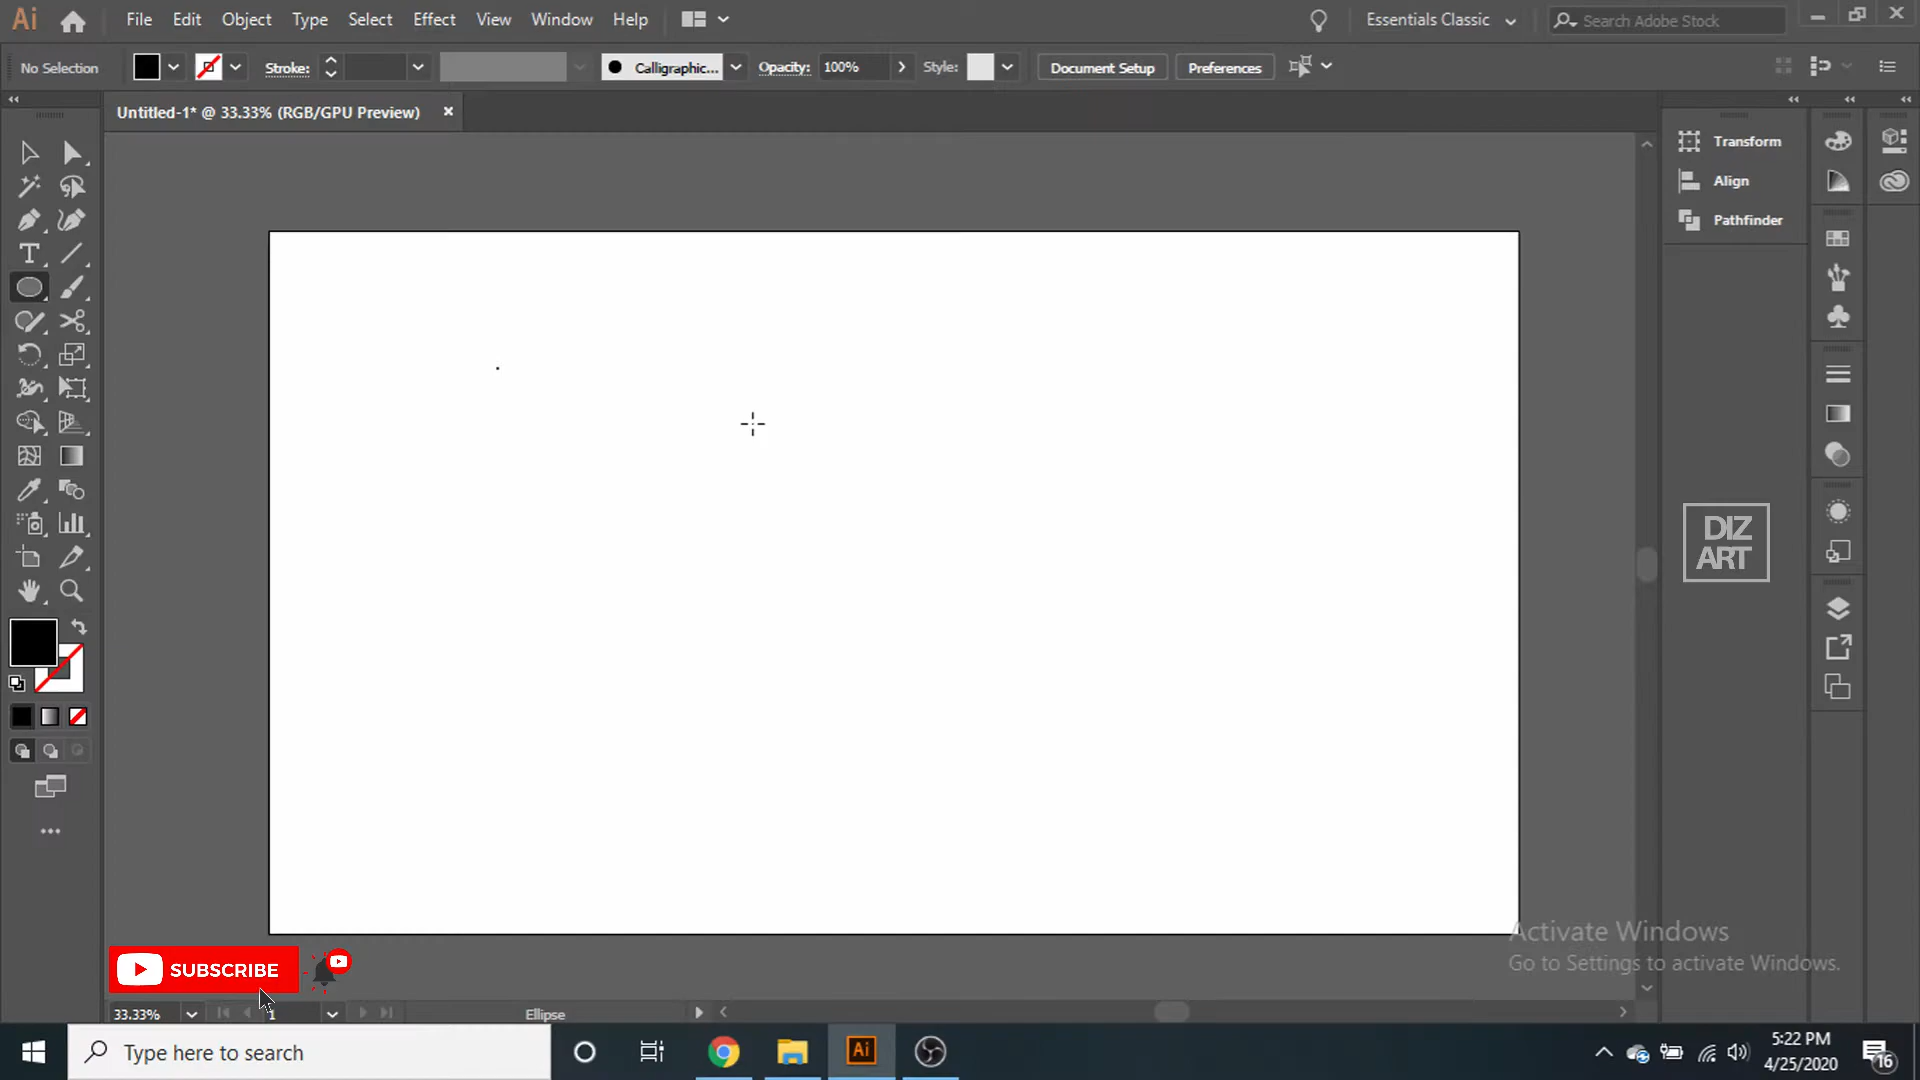 Ai File Edit Object Type Select Effect View Window Help Essentials Classic Search Adobe Stock
No Selection Stroke: Calligraphic... Opacity: 100% Style: Document Setup Preferences
Untitled-1* @ 33.33% (RGB/GPU Preview) ×
Transform
Align
Pathfinder
T
DIZ
ART
Activate Windows
Go to Settings to activate Windows.
SUBSCRIBE
33.33% 1 Ellipse
Type here to search
Ai
5:22 PM
4/25/2020
16